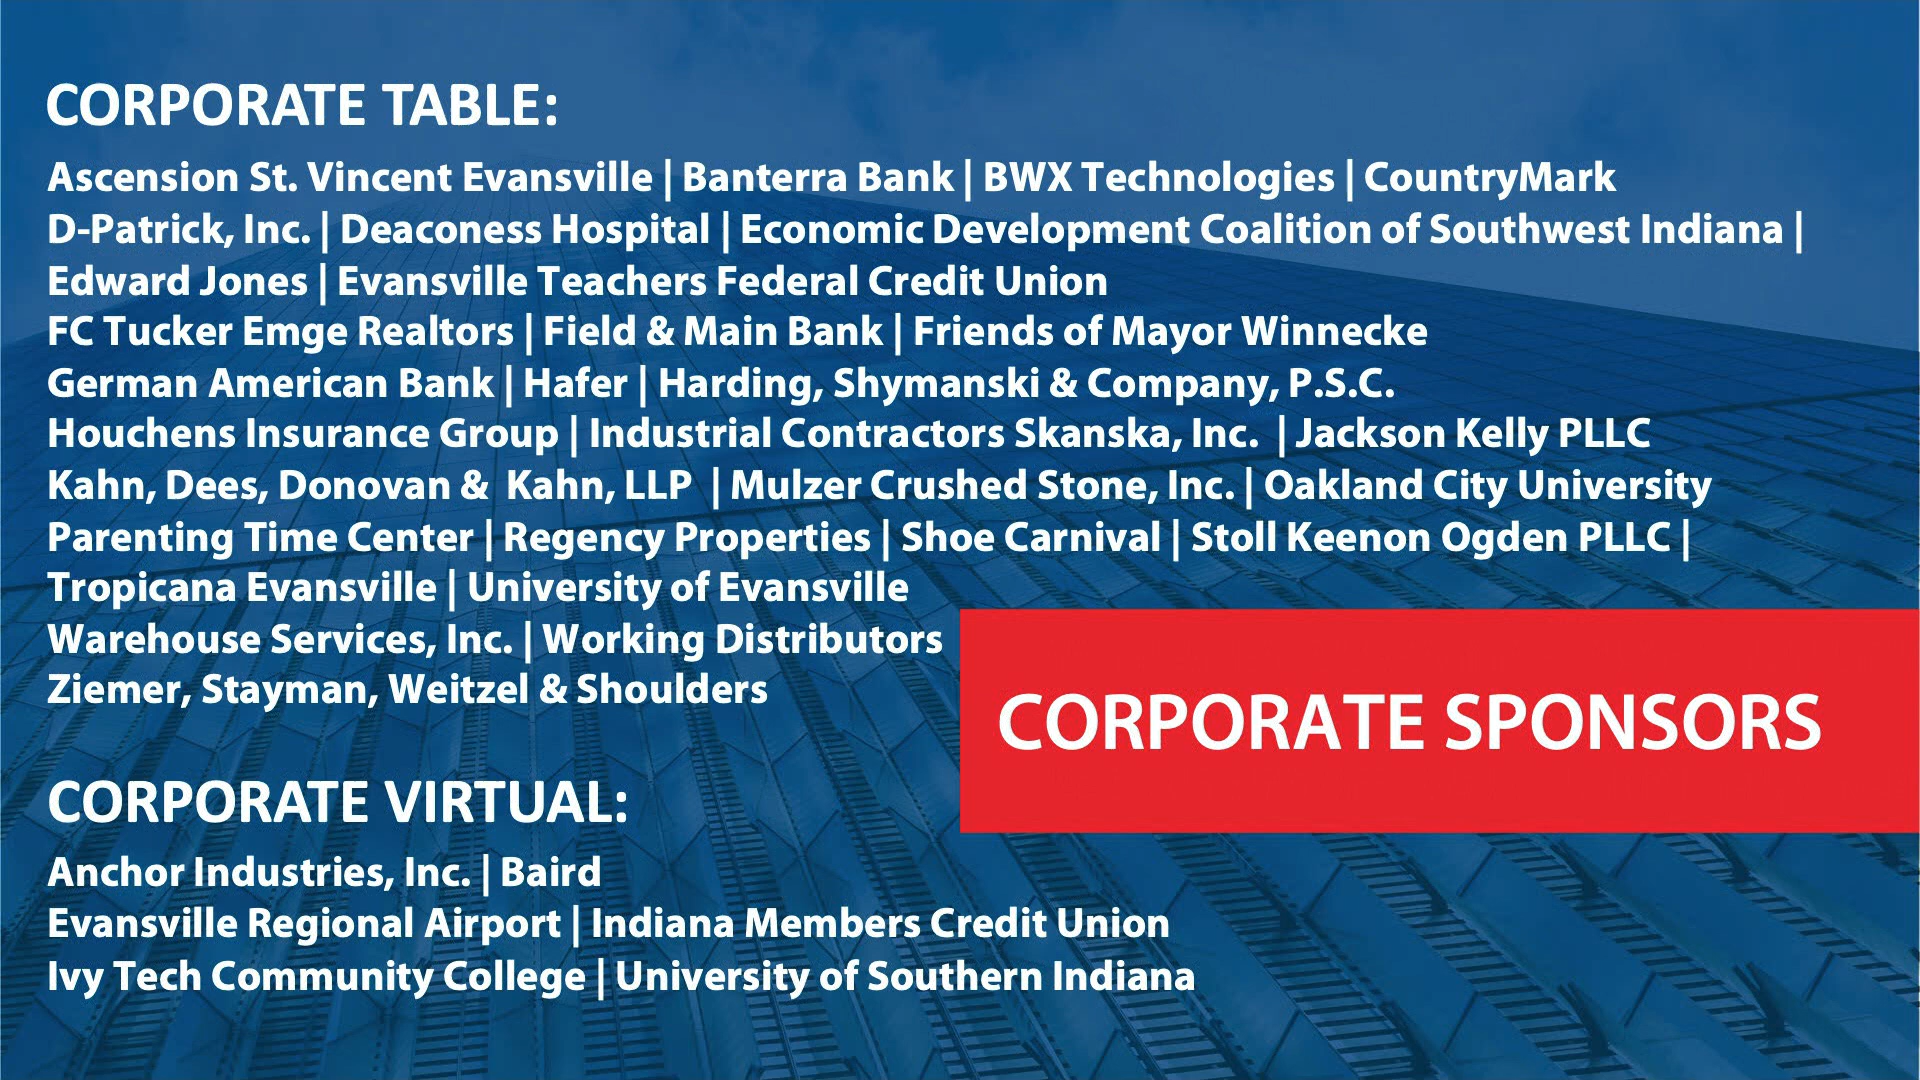 CORPORATE TABLE:
Ascension St. Vincent Evansville | Banterra Bank | BWX Technologies | CountryMark
D-Patrick, Inc. | Deaconess Hospital | Economic Development Coalition of Southwest Indiana |
Edward Jones | Evansville Teachers Federal Credit Union
FC Tucker Emge Realtors | Field & Main Bank | Friends of Mayor Winnecke
German American Bank | Hafer | Harding, Shymanski & Company, P.S.C.
Houchens Insurance Group | Industrial Contractors Skanska, Inc. | Jackson Kelly PLLC
Kahn, Dees, Donovan & Kahn, LLP | Mulzer Crushed Stone, Inc. | Oakland City University
Parenting Time Center | Regency Properties | Shoe Carnival | Stoll Keenon Ogden PLLC |
Tropicana Evansville | University of Evansville
Warehouse Services, Inc. | Working Distributors
Ziemer, Stayman, Weitzel & Shoulders
CORPORATE SPONSORS
CORPORATE VIRTUAL:
Anchor Industries, Inc. | Baird
Evansville Regional Airport | Indiana Members Credit Union
Ivy Tech Community College | University of Southern Indiana